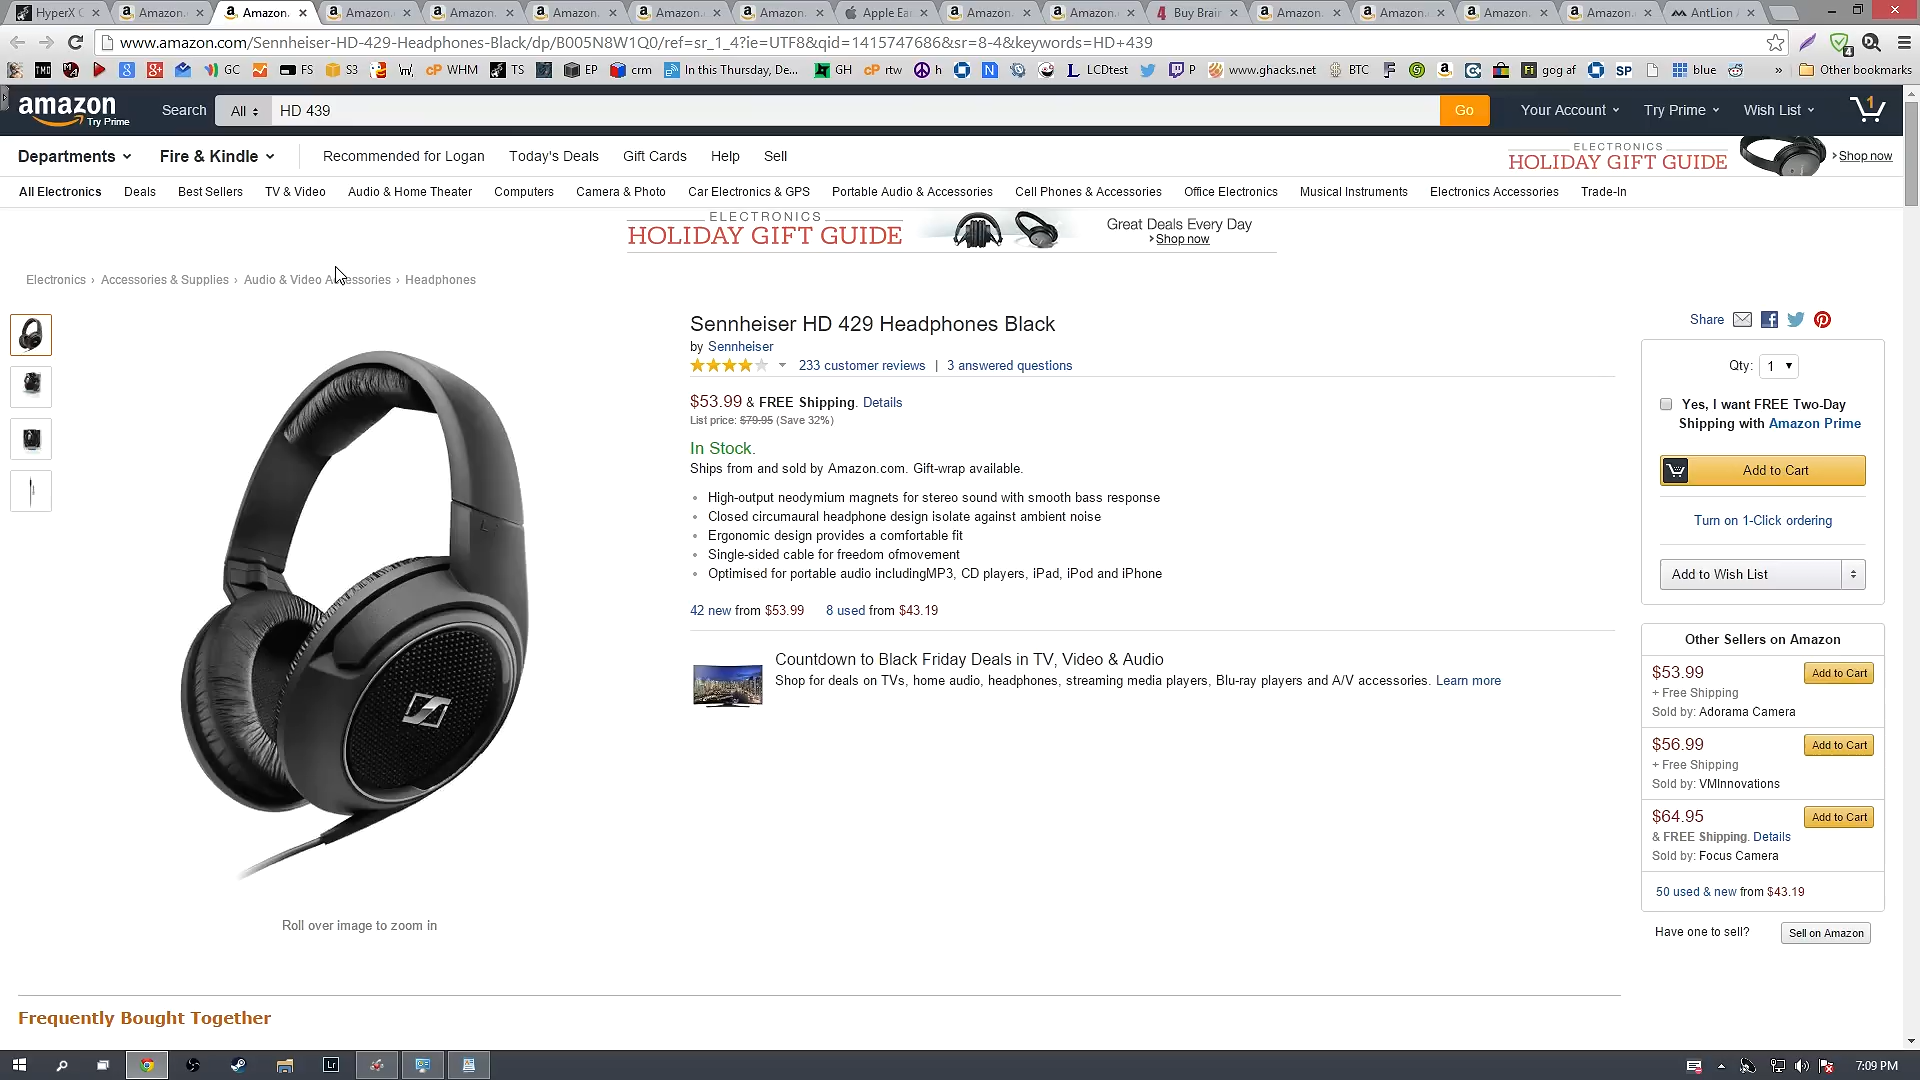 HyperX C
Amazon.
Amazon.
Amazon.
Amazon.
Amazon.
Amazon.
Amazon.
Apple Ea
Amazon.
Amazon.
Buy Brain
Amazon.
Amazon.
Amazon.
Amazon.
AntLion
www.amazon.com/Sennheiser-HD-429-Headphones-Black/dp/B005N8W1Q0/ref=sr_1_4?ie=UTF8&qid=1415747686&sr=8-4&keywords=HD+439
GC FS S3 WHM TS EP crm In this Thursday, De... GH rtw h N LCDtest P www.ghacks.net BTC gog af SP blue » Other bookmarks
amazon
Try Prime
Search All HD 439 Go Your Account Try Prime Wish List 1
Departments Fire & Kindle Recommended for Logan Today's Deals Gift Cards Help Sell
ELECTRONICS
HOLIDAY GIFT GUIDE
Shop now
All Electronics Deals Best Sellers TV & Video Audio & Home Theater Computers Camera & Photo Car Electronics & GPS Portable Audio & Accessories Cell Phones & Accessories Office Electronics Musical Instruments Electronics Accessories Trade-In
ELECTRONICS
HOLIDAY GIFT GUIDE
Great Deals Every Day
Shop now
Electronics › Accessories & Supplies › Audio & Video Accessories › Headphones
Sennheiser HD 429 Headphones Black
by Sennheiser
233 customer reviews | 3 answered questions
$53.99 & FREE Shipping. Details
List price: $79.95 (Save 32%)
In Stock.
Ships from and sold by Amazon.com. Gift-wrap available.
High-output neodymium magnets for stereo sound with smooth bass response
Closed circumaural headphone design isolate against ambient noise
Ergonomic design provides a comfortable fit
Single-sided cable for freedom ofmovement
Optimised for portable audio includingMP3, CD players, iPad, iPod and iPhone
42 new from $53.99 8 used from $43.19
Countdown to Black Friday Deals in TV, Video & Audio
Shop for deals on TVs, home audio, headphones, streaming media players, Blu-ray players and A/V accessories. Learn more
Roll over image to zoom in
Share
Qty: 1
Yes, I want FREE Two-Day
Shipping with Amazon Prime
Add to Cart
Turn on 1-Click ordering
Add to Wish List
Other Sellers on Amazon
$53.99 Add to Cart
+ Free Shipping
Sold by: Adorama Camera
$56.99 Add to Cart
+ Free Shipping
Sold by: VMInnovations
$64.95 Add to Cart
& FREE Shipping. Details
Sold by: Focus Camera
50 used & new from $43.19
Have one to sell? Sell on Amazon
Frequently Bought Together
Lr
7:09 PM